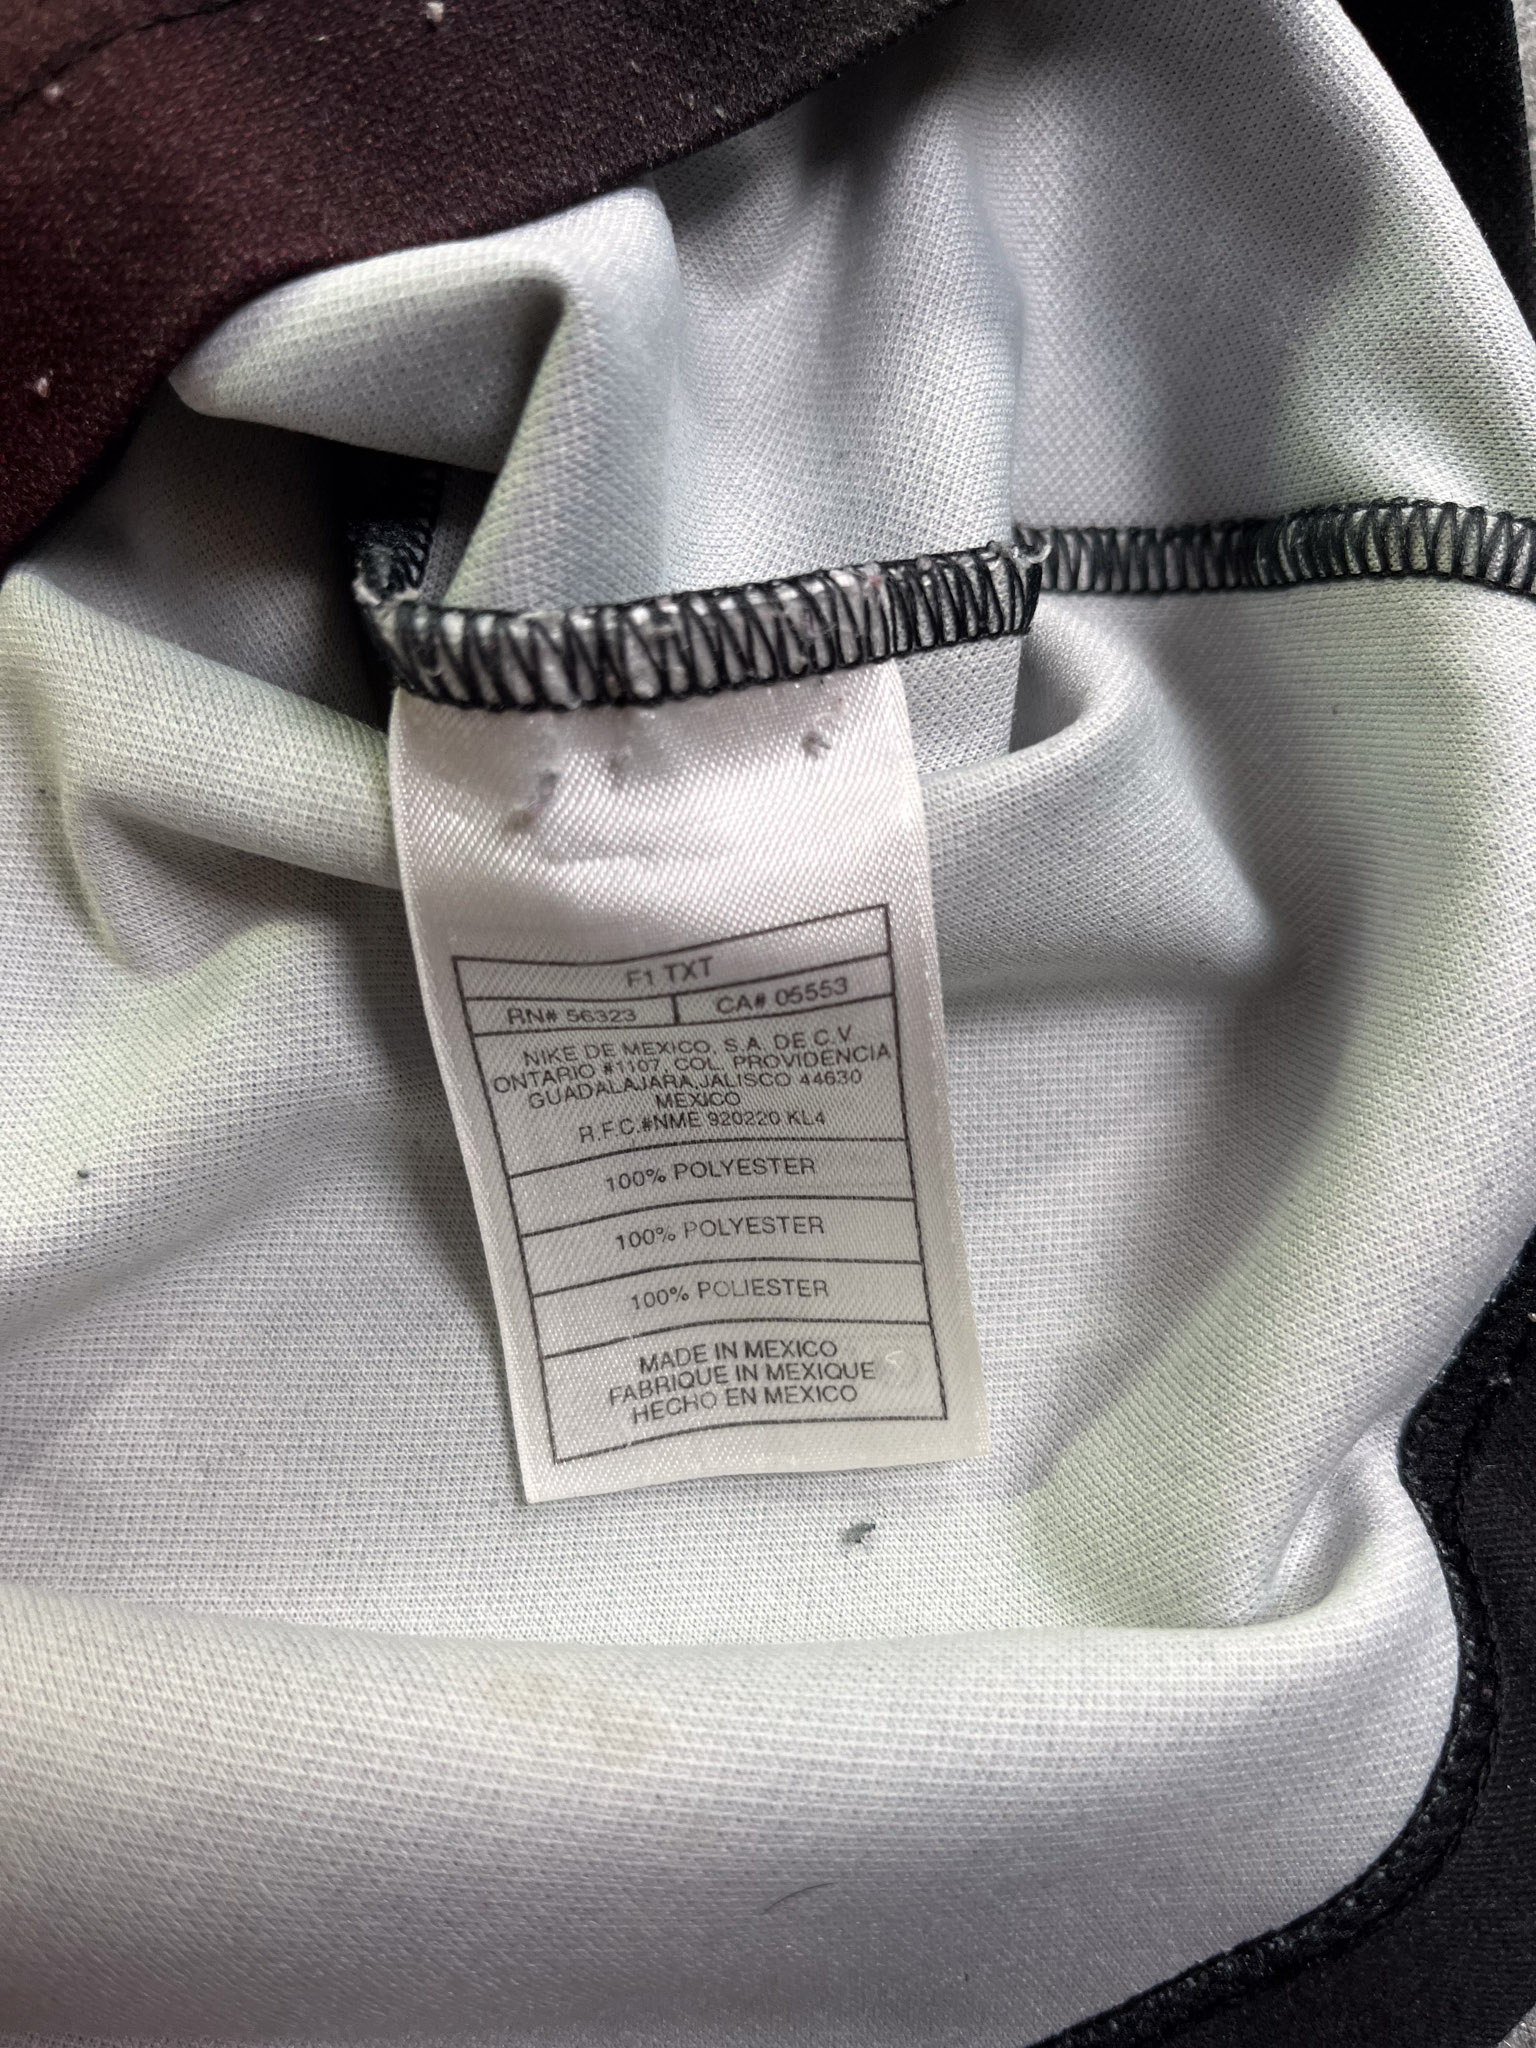 F1 TXT
RN# 56323
CA# 05553
NIKE DE MEXICO, S.A. DE C.V
ONTARIO #1107, COL. PROVIDENCIA
GUADALAJARA,JALISCO 44630
MEXICO
R.F.C.#NME 920220 KL4
100% POLYESTER
100% POLYESTER
100% POLIESTER
MADE IN MEXICO
FABRIQUE IN MEXIQUE
HECHO EN MEXICO